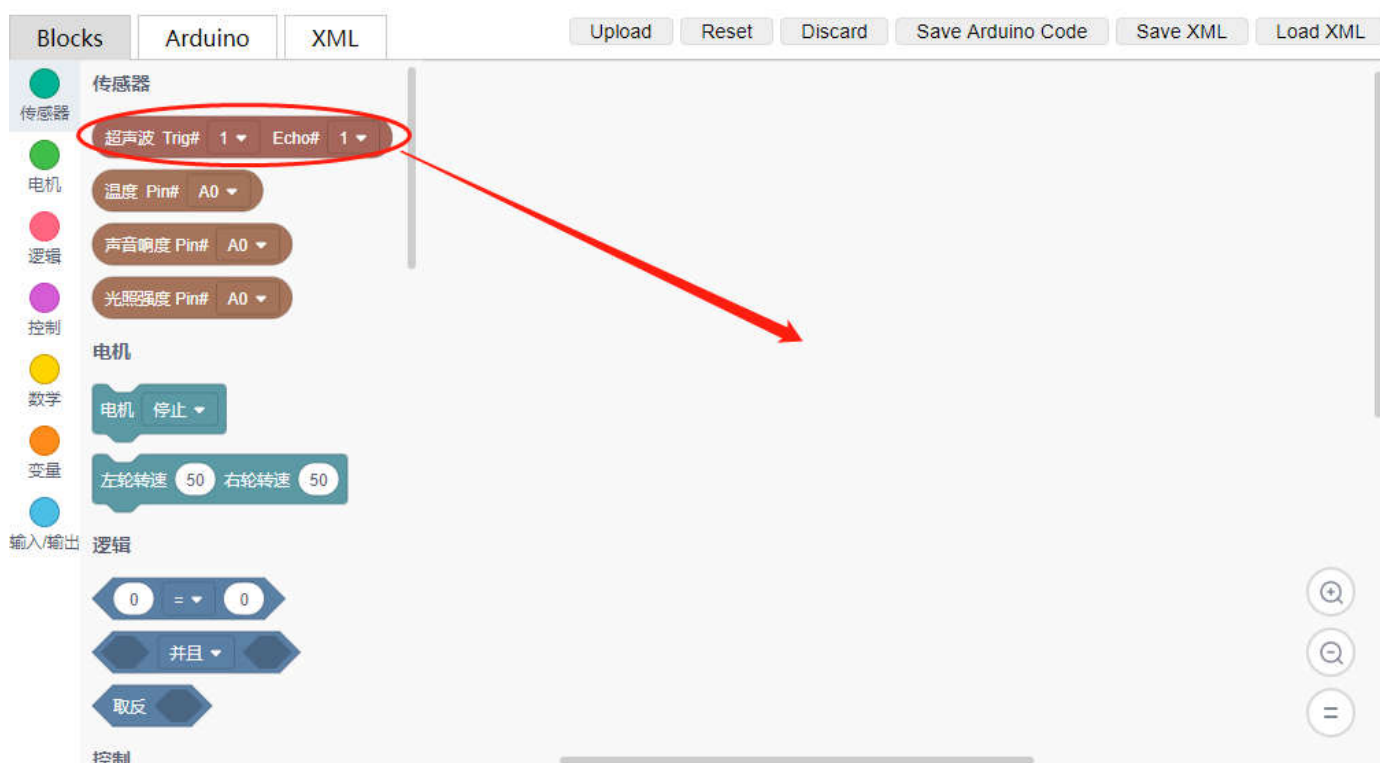 Blocks Arduino XML Upload Reset Discard Save Arduino Code Save XML Load XML
传感器
电机
逻辑
控制
数学
变量
输入/输出
传感器
超声波 Trig# 1 Echo# 1
温度 Pin# A0
声音响度 Pin# A0
光照强度 Pin# A0
电机
电机 停止
左轮转速 50 右轮转速 50
逻辑
0 = 0
并且
取反
控制